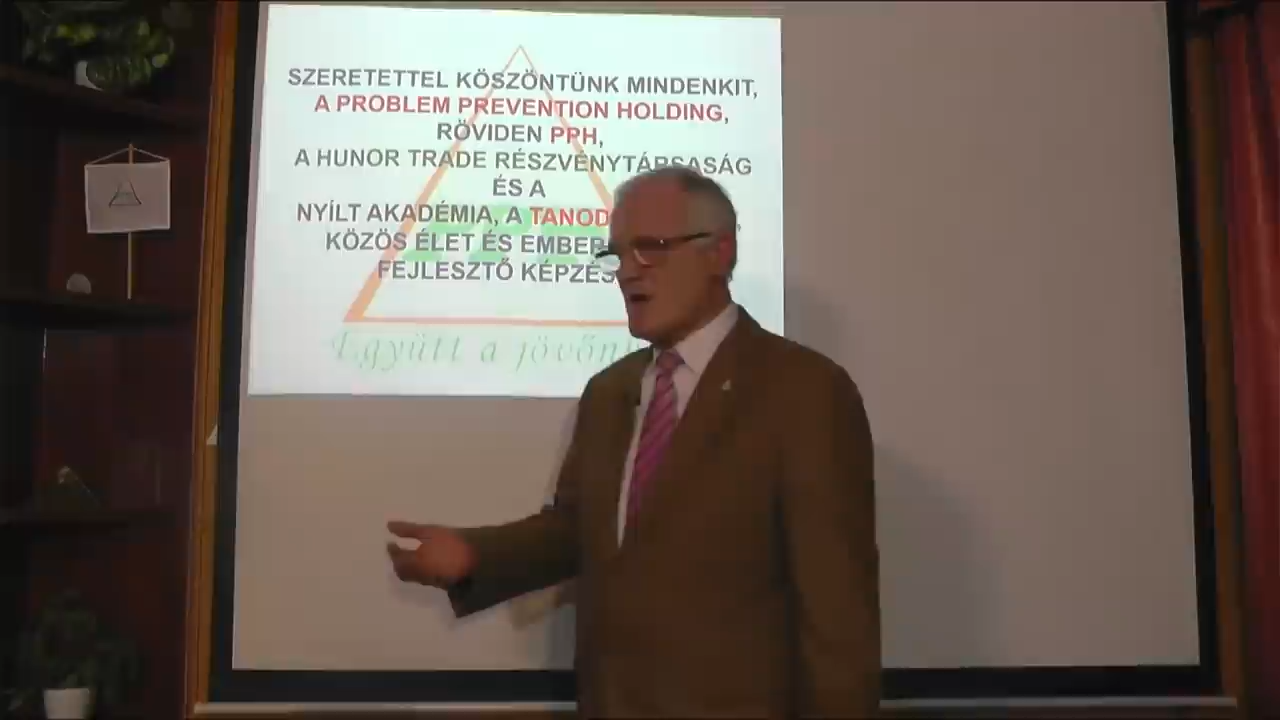 SZERETETTEL KÖSZÖNTÜNK MINDENKIT,
A PROBLEM PREVENTION HOLDING,
RÖVIDEN PPH,
A HUNOR TRADE RÉSZVÉNYTÁRSASÁG
ÉS A
NYÍLT AKADÉMIA, A TANOD
KÖZÖS ÉLET ÉS EMBER
FEJLESZTŐ KÉPZÉS
Együtt a